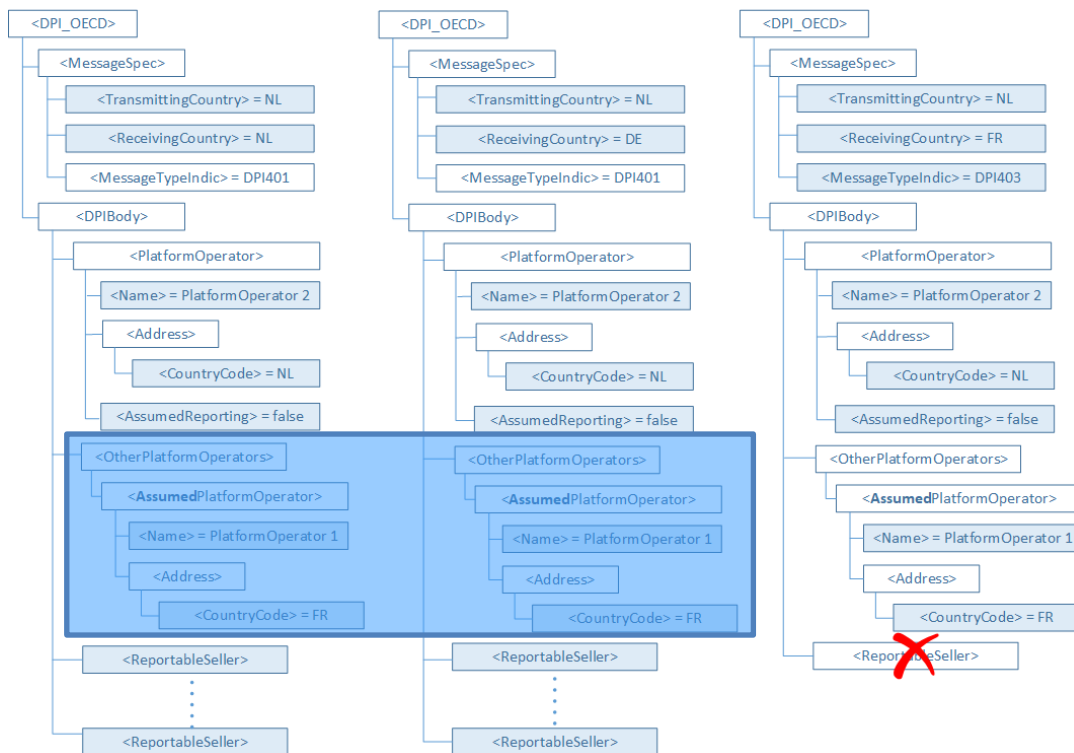 <DPI_OECD>
<MessageSpec>
<TransmittingCountry> = NL
<ReceivingCountry> = NL
<MessageTypeIndic> = DPI401
<DPIBody>
<PlatformOperator>
<Name> = PlatformOperator 2
<Address>
<CountryCode> = NL
<AssumedReporting> = false
<OtherPlatformOperators>
<AssumedPlatformOperator>
<Name> = PlatformOperator 1
<Address>
<CountryCode> = FR
<ReportableSeller>
<ReportableSeller>
<DPI_OECD>
<MessageSpec>
<TransmittingCountry> = NL
<ReceivingCountry> = DE
<MessageTypeIndic> = DPI401
<DPIBody>
<PlatformOperator>
<Name> = PlatformOperator 2
<Address>
<CountryCode> = NL
<AssumedReporting> = false
<OtherPlatformOperators>
<AssumedPlatformOperator>
<Name> = PlatformOperator 1
<Address>
<CountryCode> = FR
<ReportableSeller>
<ReportableSeller>
<DPI_OECD>
<MessageSpec>
<TransmittingCountry> = NL
<ReceivingCountry> = FR
<MessageTypeIndic> = DPI403
<DPIBody>
<PlatformOperator>
<Name> = PlatformOperator 2
<Address>
<CountryCode> = NL
<AssumedReporting> = false
<OtherPlatformOperators>
<AssumedPlatformOperator>
<Name> = PlatformOperator 1
<Address>
<CountryCode> = FR
<ReportableSeller>